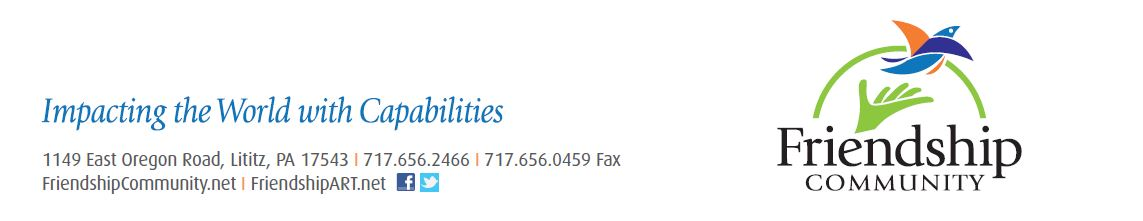 Impacting the World with Capabilities
1149 East Oregon Road, Lititz, PA 17543 | 717.656.2466 | 717.656.0459 Fax
FriendshipCommunity.net | FriendshipART.net
Friendship
COMMUNITY